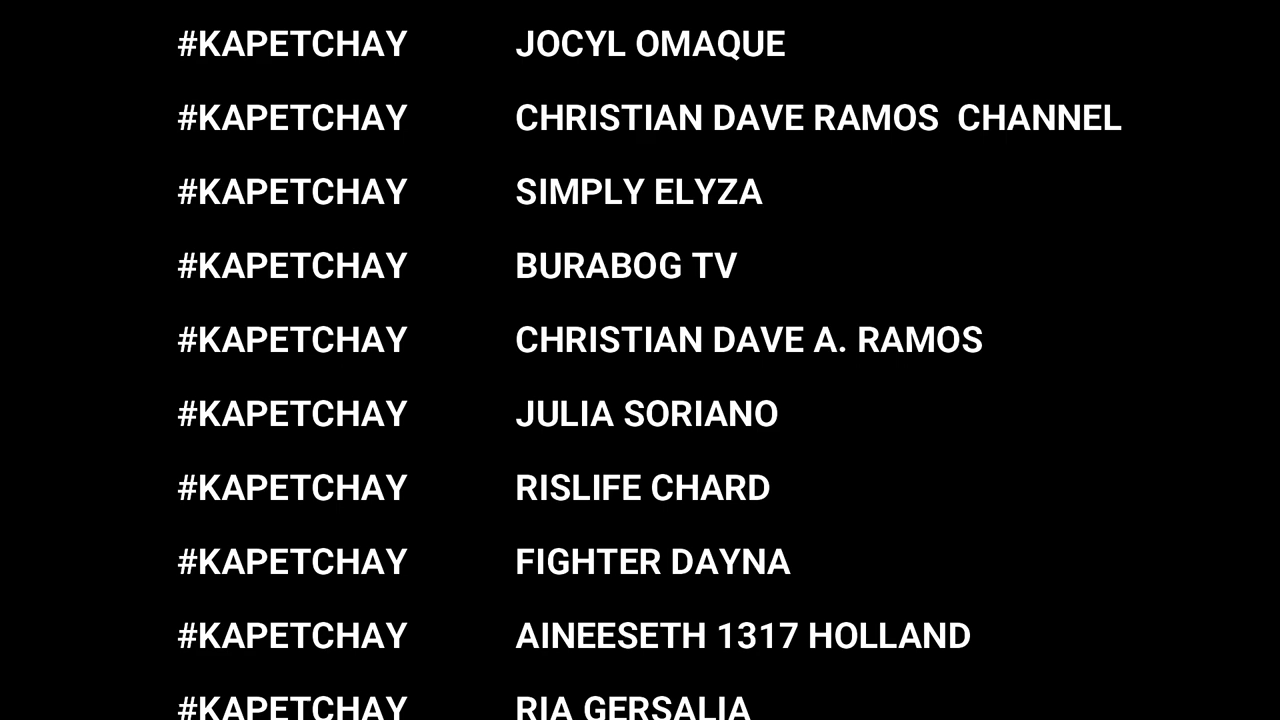 #KAPETCHAY JOCYL OMAQUE
#KAPETCHAY CHRISTIAN DAVE RAMOS  CHANNEL
#KAPETCHAY SIMPLY ELYZA
#KAPETCHAY BURABOG TV
#KAPETCHAY CHRISTIAN DAVE A. RAMOS
#KAPETCHAY JULIA SORIANO
#KAPETCHAY RISLIFE CHARD
#KAPETCHAY FIGHTER DAYNA
#KAPETCHAY AINEESETH 1317 HOLLAND
#KAPETCHAY RIA GERSALIA